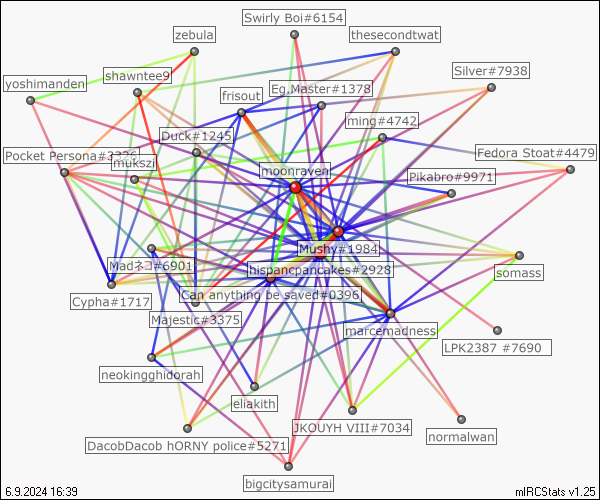 Swirly Boi#6154
zebula
thesecondtwat
yoshimanden
shawntee9
Silver#7938
frisout
Eg.Master#1378
ming#4742
Duck#1245
Pocket Persona#3326
mukszi
Fedora Stoat#4479
moonraven
Pikabro#9971
Mushy#1984
Madネコ#6901
hispancpancakes#2928
somass
Cypha#1717
Can anything be saved#0396
Majestic#3375
marcemadness
LPK2387 #7690
neokingghidorah
eliakith
JKOUYH VIII#7034
normalwan
DacobDacob hORNY police#5271
bigcitysamurai
6.9.2024 16:39
mIRCStats v1.25